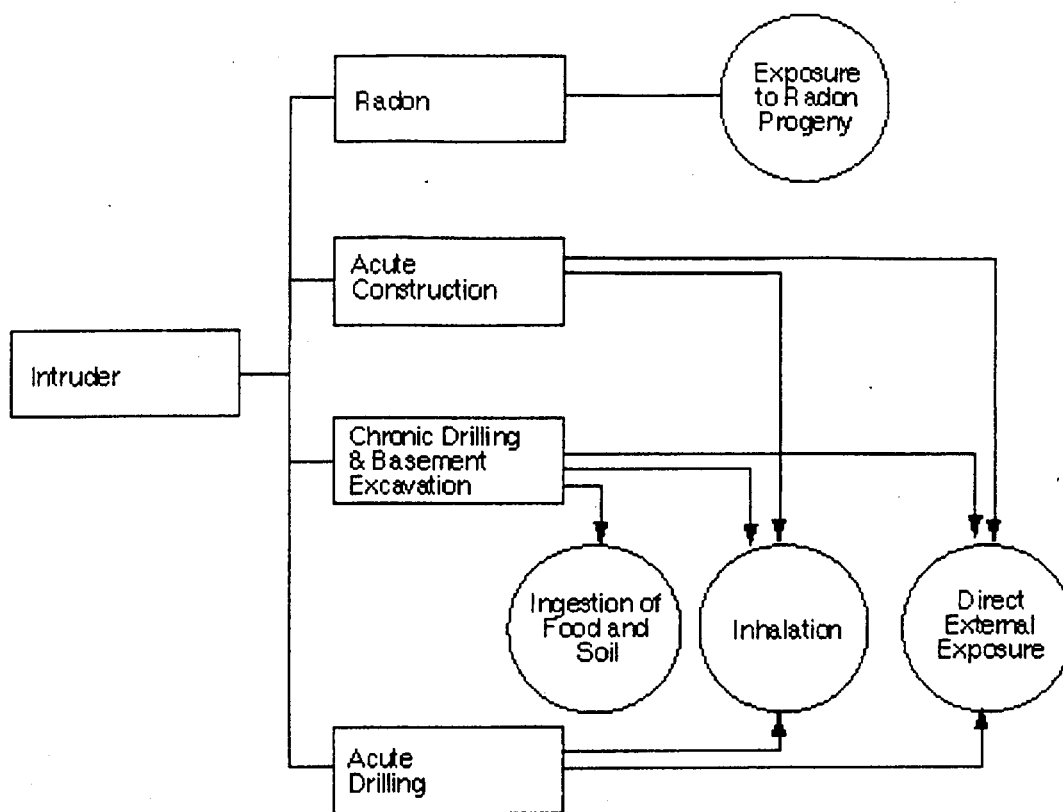 Radon
Exposure
to Radon
Progeny
Acute
Construction
Intruder
Chronic Drilling
& Basement
Excavation
Ingestion of
Food and
Soil
Inhalation
Direct
External
Exposure
Acute
Drilling